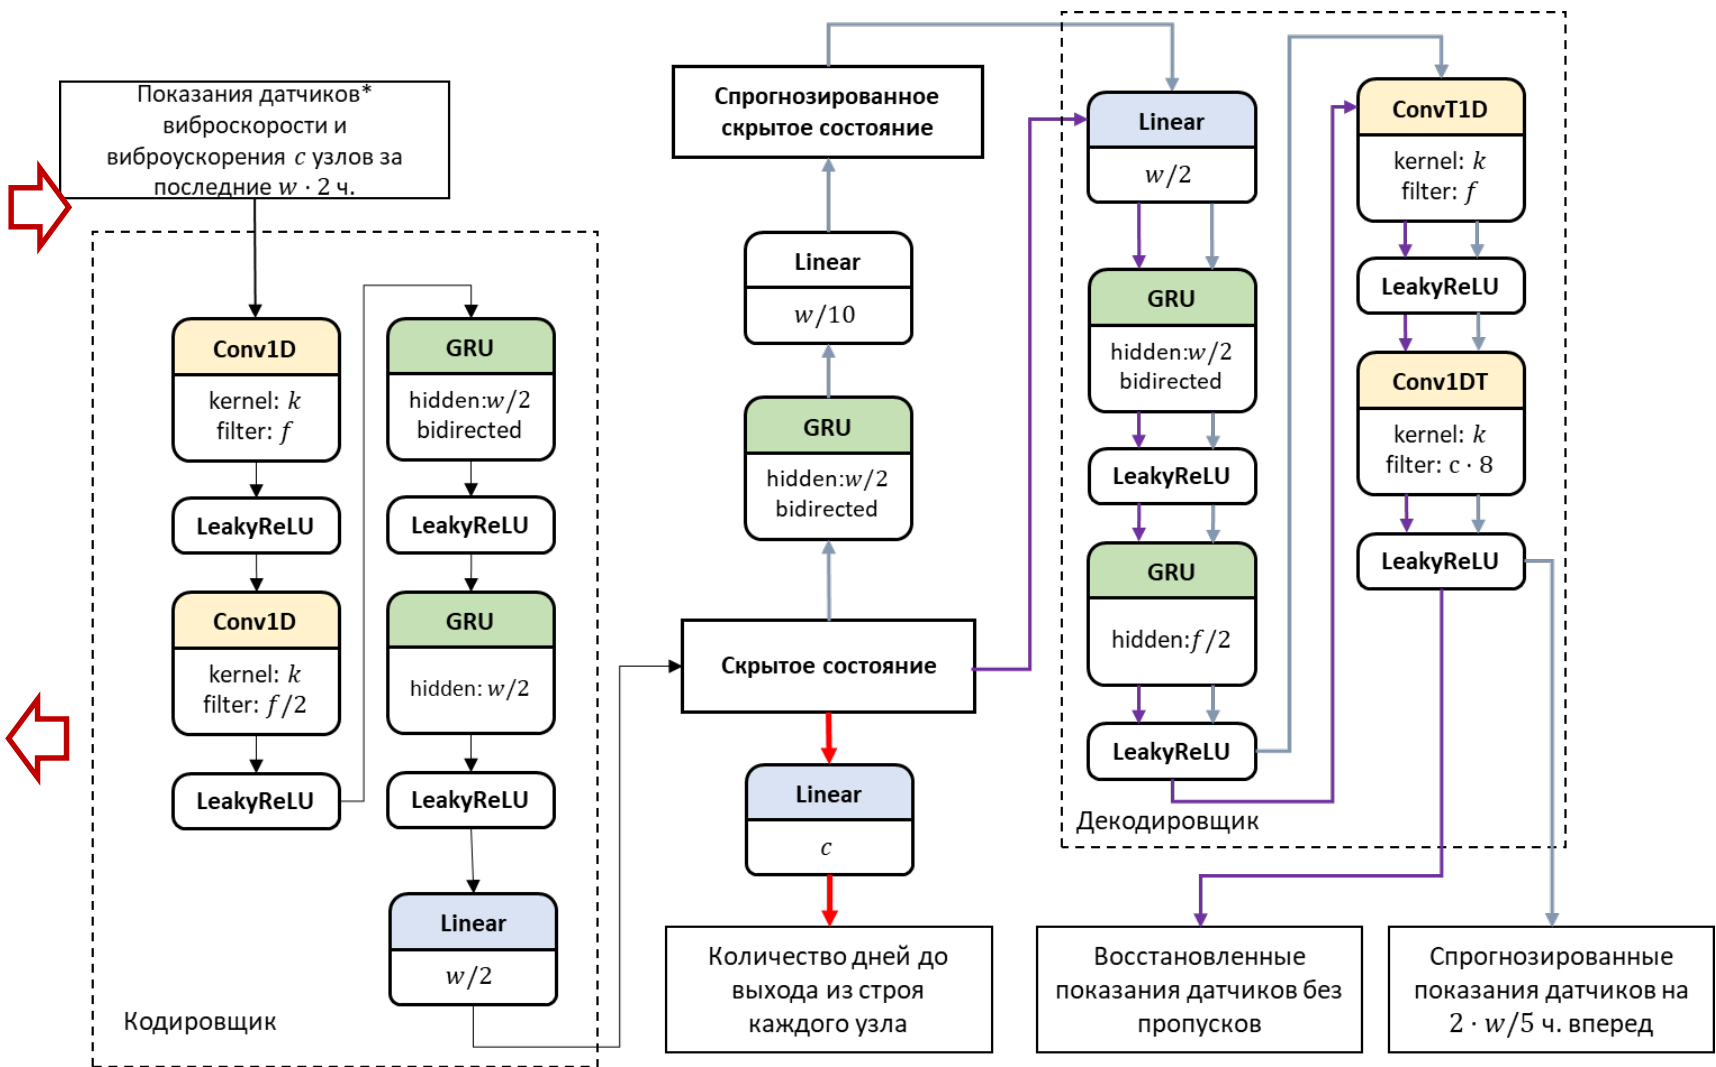 Показания датчиков*
виброскорости и
виброускорения c узлов за
последние w · 2 ч.
Conv1D
kernel: k
filter: f
LeakyReLU
Conv1D
kernel: k
filter: f/2
LeakyReLU
GRU
hidden:w/2
bidirected
LeakyReLU
GRU
hidden: w/2
LeakyReLU
Linear
w/2
Кодировщик
Спрогнозированное
скрытое состояние
Linear
w/10
GRU
hidden:w/2
bidirected
Скрытое состояние
Linear
c
Количество дней до
выхода из строя
каждого узла
Linear
w/2
GRU
hidden:w/2
bidirected
LeakyReLU
GRU
hidden:f/2
LeakyReLU
Декодировщик
ConvT1D
kernel: k
filter: f
LeakyReLU
Conv1DT
kernel: k
filter: c · 8
LeakyReLU
Восстановленные
показания датчиков без
пропусков
Спрогнозированные
показания датчиков на
2 · w/5 ч. вперед